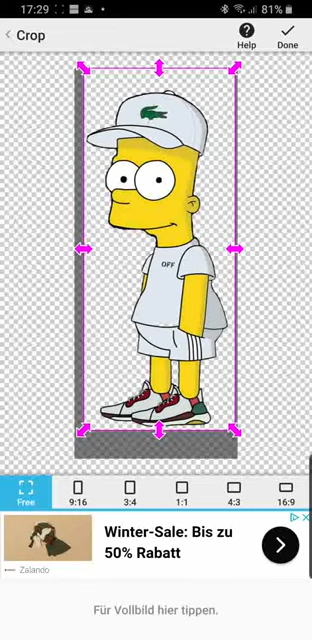 17:29
81%
Crop
Help
Done
OFF
Free
9:16
3:4
1:1
4:3
16:9
Winter-Sale: Bis zu
50% Rabatt
Zalando
Für Vollbild hier tippen.